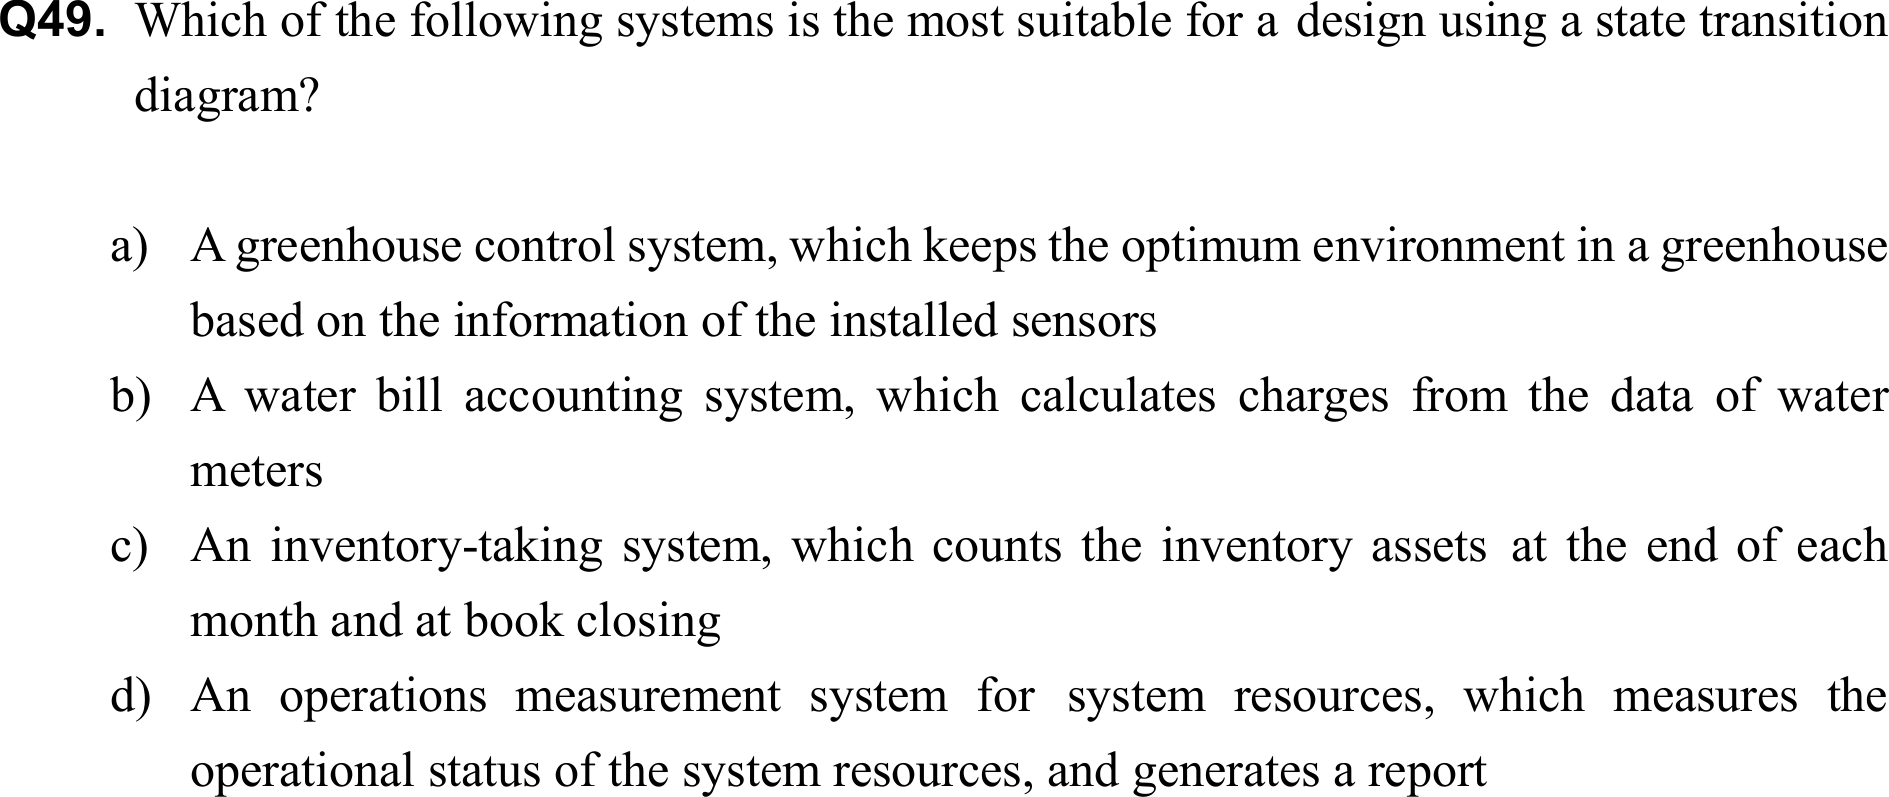 Q49. Which of the following systems is the most suitable for a design using a state transition
diagram?
a) A greenhouse control system, which keeps the optimum environment in a greenhouse
based on the information of the installed sensors
b) A water bill accounting system, which calculates charges from the data of water
meters
c) An inventory-taking system, which counts the inventory assets at the end of each
month and at book closing
d) An operations measurement system for system resources, which measures the
operational status of the system resources, and generates a report